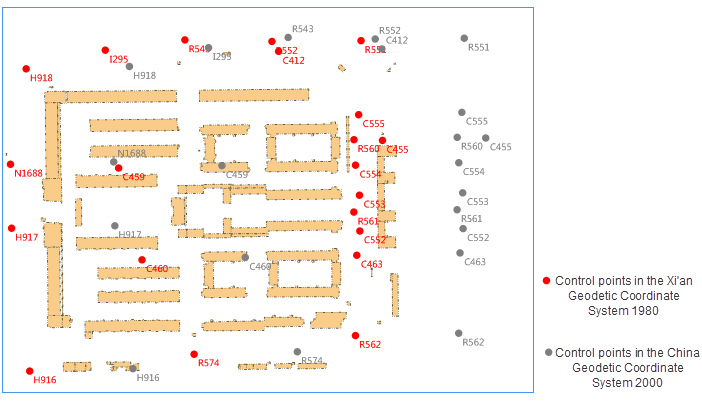 R543
R552
C412
R551
R54
552
R551
I295
C412
H918
H918
C555
C555
R560
C455
R560
C455
N1688
N1688
C459
C459
C554
C554
C553
C553
R561
R561
H917
H917
C552
C552
C460
C460
C463
C463
R562
R562
R574
R574
H916
H916
Control points in the Xi'an
Geodetic Coordinate
System 1980
Control points in the China
Geodetic Coordinate
System 2000